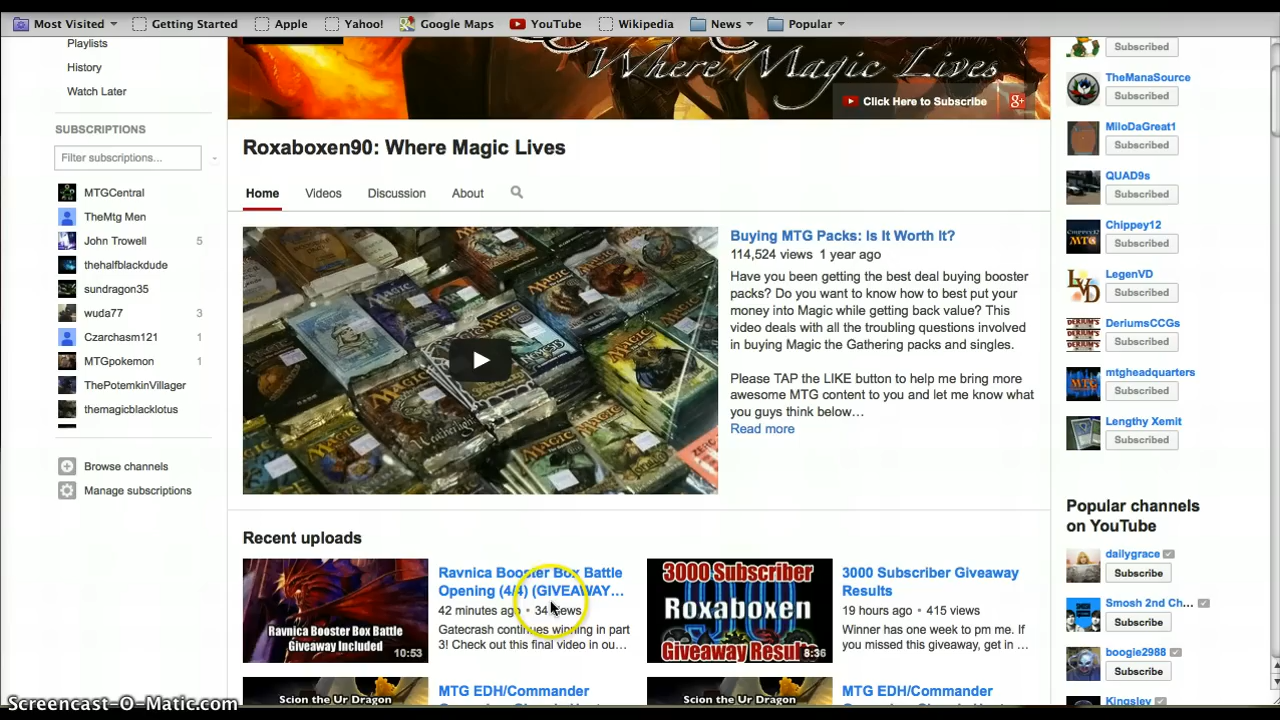 Most Visited
Getting Started
Apple
Yahoo!
Google Maps
YouTube
Wikipedia
News
Popular
Playlists
History
Watch Later
SUBSCRIPTIONS
Filter subscriptions...
MTGCentral
TheMtg Men
John Trowell 5
thehalfblackdude
sundragon35
wuda77 3
Czarchasm121 1
MTGpokemon 1
ThePotemkinVillager
themagicblacklotus
Browse channels
Manage subscriptions
Where Magic Lives
Click Here to Subscribe
Roxaboxen90: Where Magic Lives
Home Videos Discussion About
Buying MTG Packs: Is It Worth It?
114,524 views 1 year ago
Have you been getting the best deal buying booster
packs? Do you want to know how to best put your
money into Magic while getting back value? This
video deals with all the troubling questions involved
in buying Magic the Gathering packs and singles.
Please TAP the LIKE button to help me bring more
awesome MTG content to you and let me know what
you guys think below...
Read more
Recent uploads
Ravnica Booster Box Battle
Giveaway Included
10:53
Ravnica Booster Box Battle
Opening (4/4) (GIVEAWAY...
42 minutes ago • 34 views
Gatecrash continues winning in part
3! Check out this final video in ou...
3000 Subscriber
Roxaboxen
Giveaway Results
8:36
3000 Subscriber Giveaway
Results
19 hours ago • 415 views
Winner has one week to pm me. If
you missed this giveaway, get in ...
Scion the Ur Dragon
MTG EDH/Commander
Scion the Ur Dragon
MTG EDH/Commander
Subscribed
TheManaSource
Subscribed
MiloDaGreat1
Subscribed
QUAD9s
Subscribed
Chippey12
Subscribed
LegenVD
Subscribed
DeriumsCCGs
Subscribed
mtgheadquarters
Subscribed
Lengthy Xemit
Subscribed
Popular channels
on YouTube
dailygrace
Subscribe
Smosh 2nd Ch...
Subscribe
boogie2988
Subscribe
Kingsley
Screencast-O-Matic.com